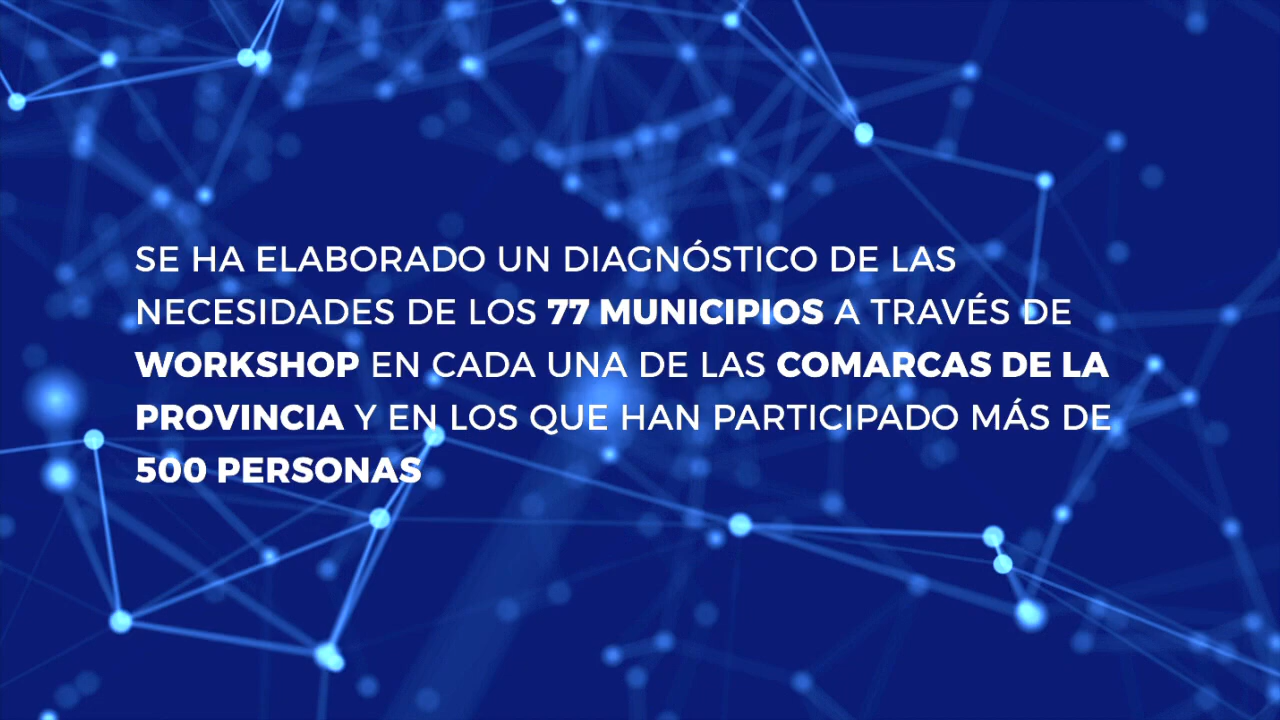 SE HA ELABORADO UN DIAGNÓSTICO DE LAS
NECESIDADES DE LOS 77 MUNICIPIOS A TRAVÉS DE
WORKSHOP EN CADA UNA DE LAS COMARCAS DE LA
PROVINCIA Y EN LOS QUE HAN PARTICIPADO MÁS DE
500 PERSONAS